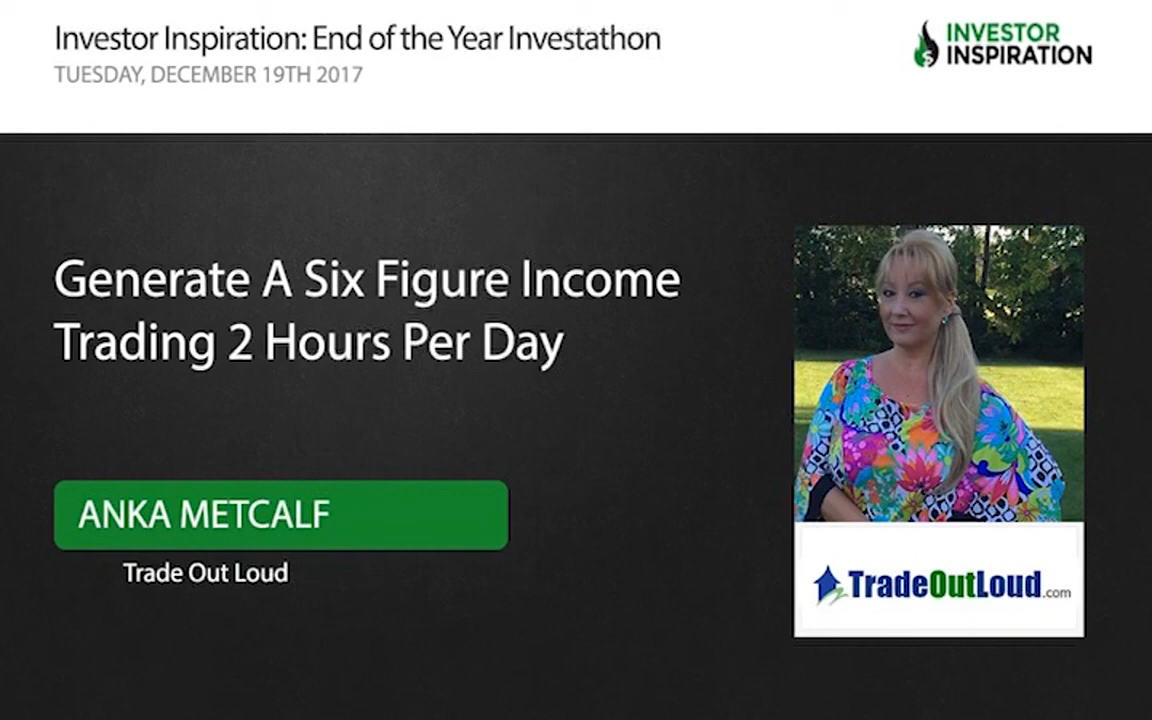 Investor Inspiration: End of the Year Investathon
TUESDAY, DECEMBER 19TH 2017
INVESTOR
INSPIRATION
Generate A Six Figure Income
Trading 2 Hours Per Day
ANKA METCALF
Trade Out Loud
TradeOutLoud.com